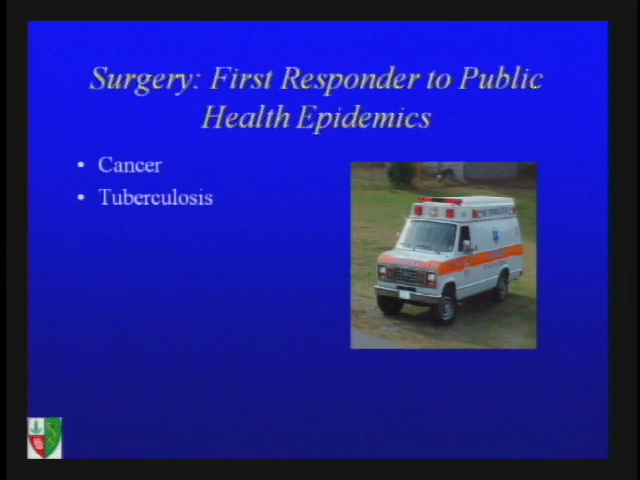 Surgery: First Responder to Public
Health Epidemics
• Cancer
• Tuberculosis